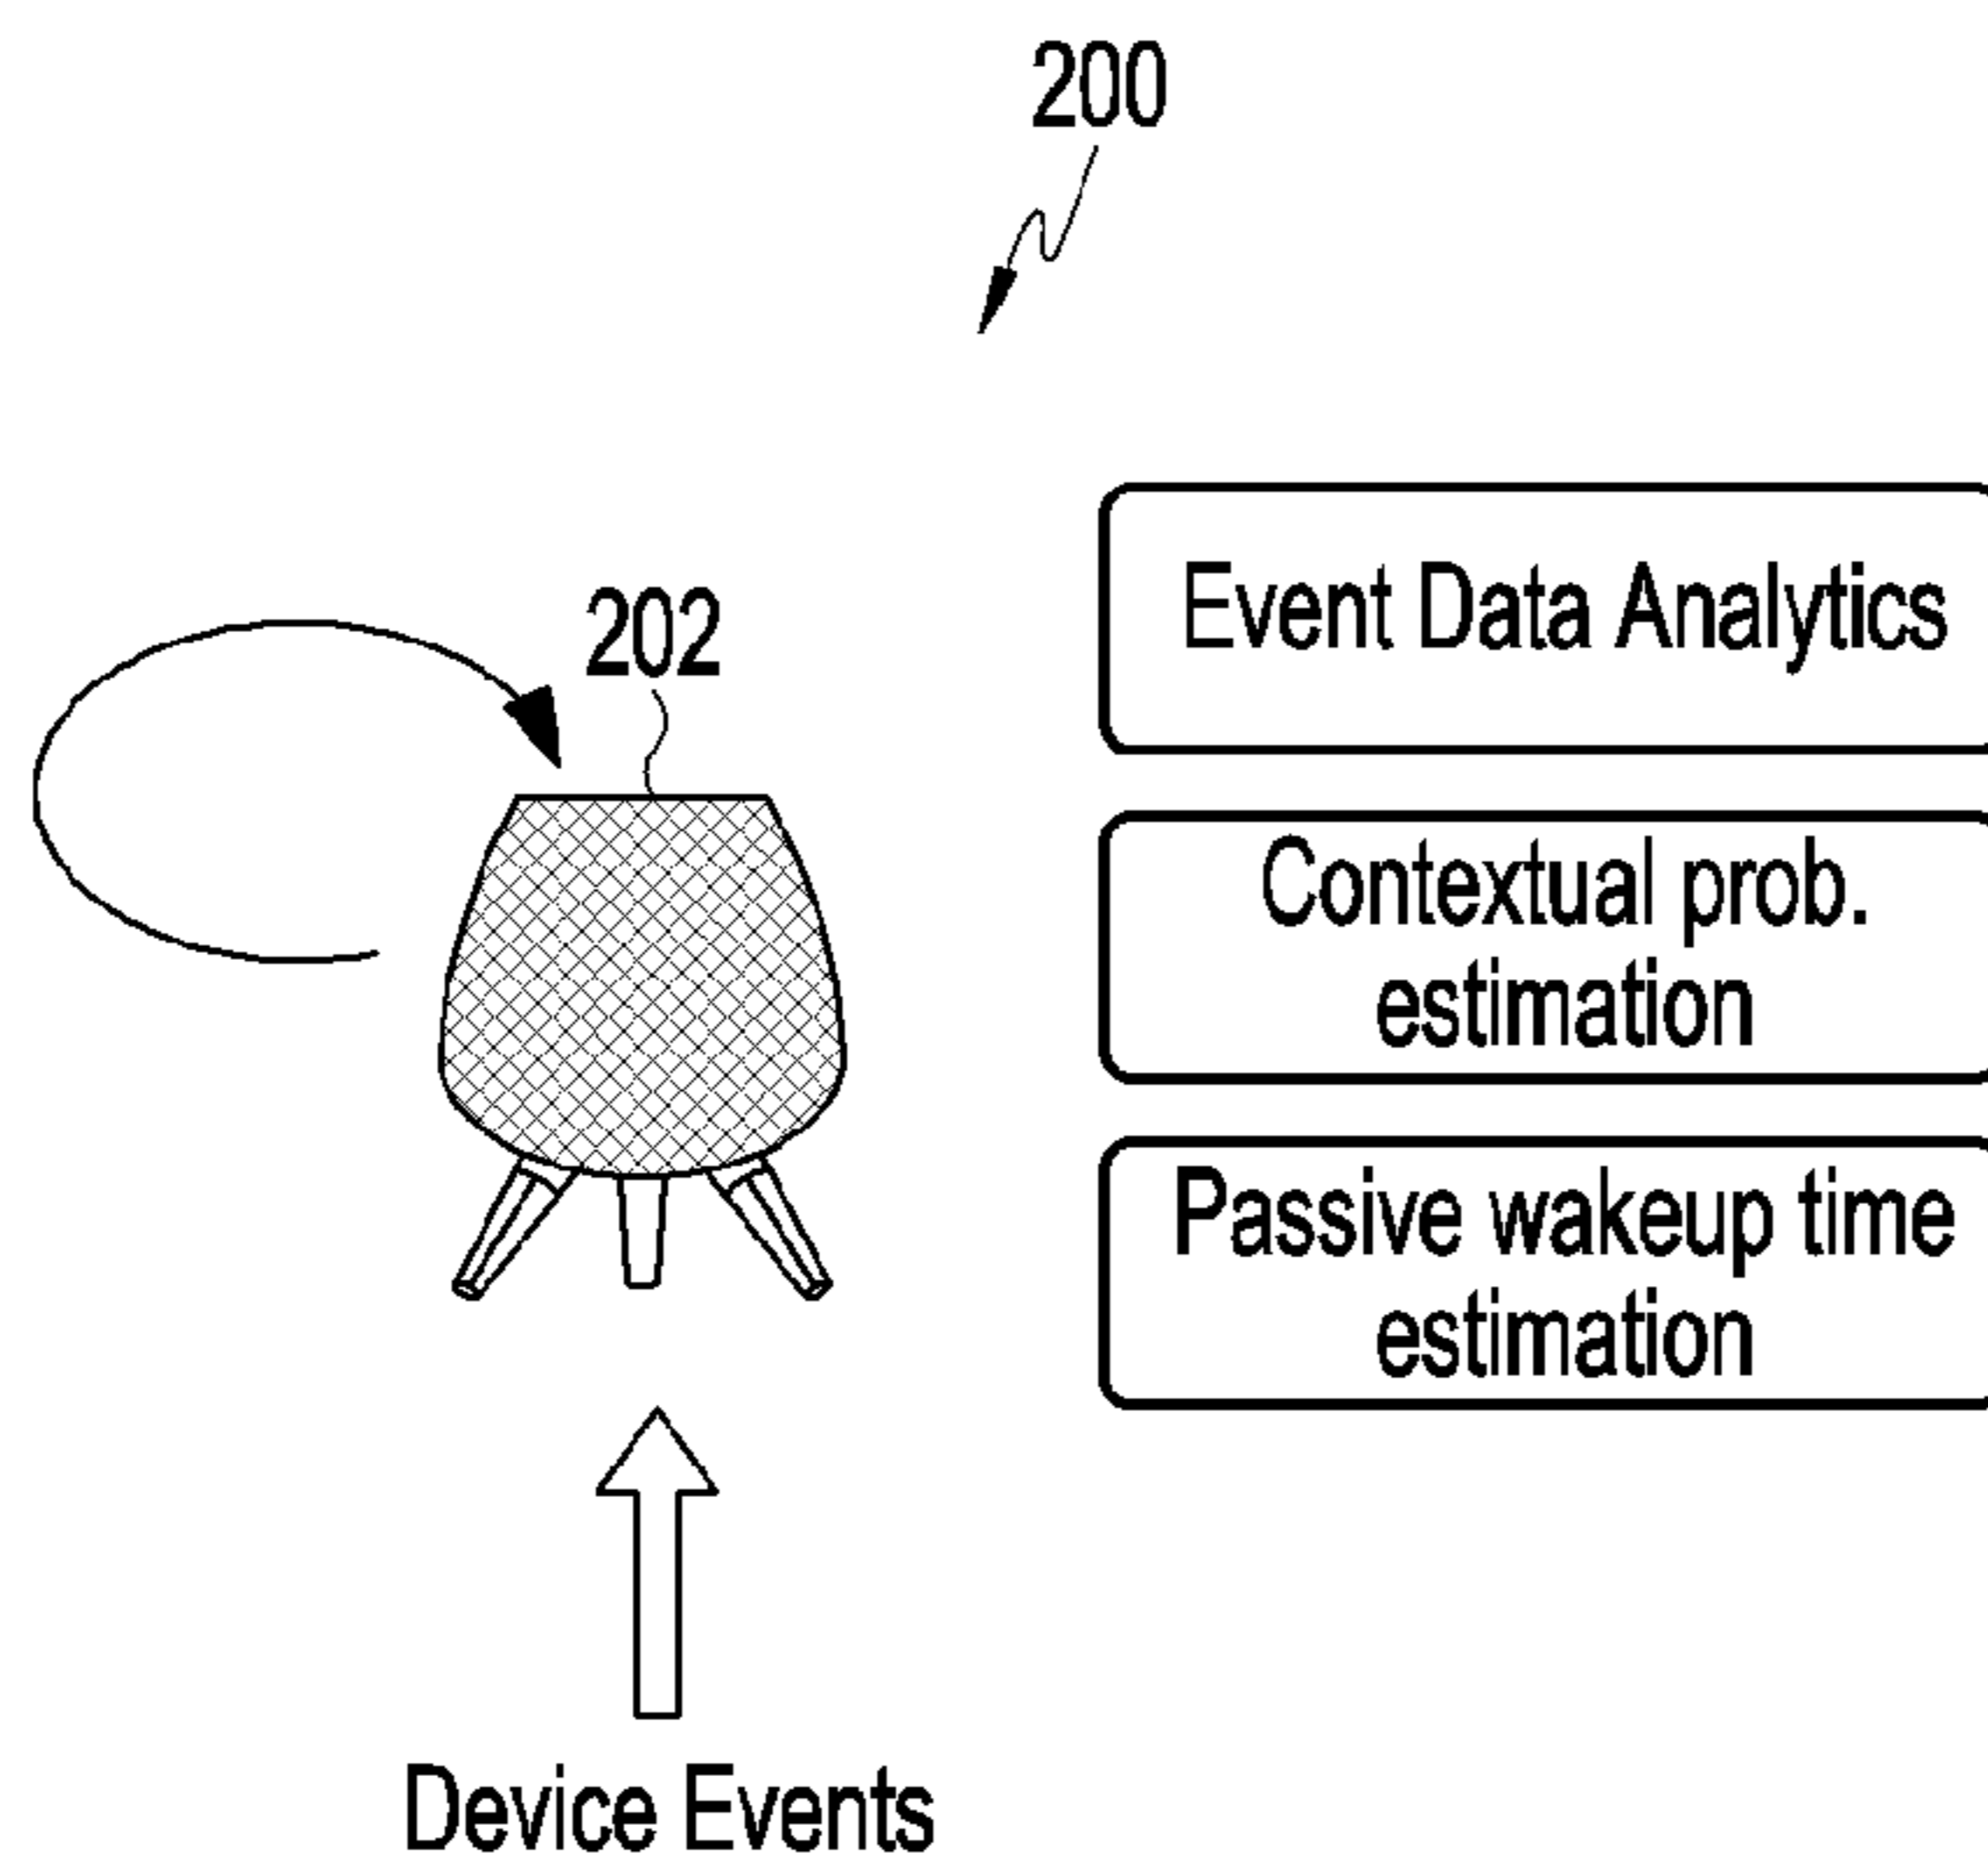 200
202
Event Data Analytics
Contextual prob.
estimation
Passive wakeup time
estimation
Device Events